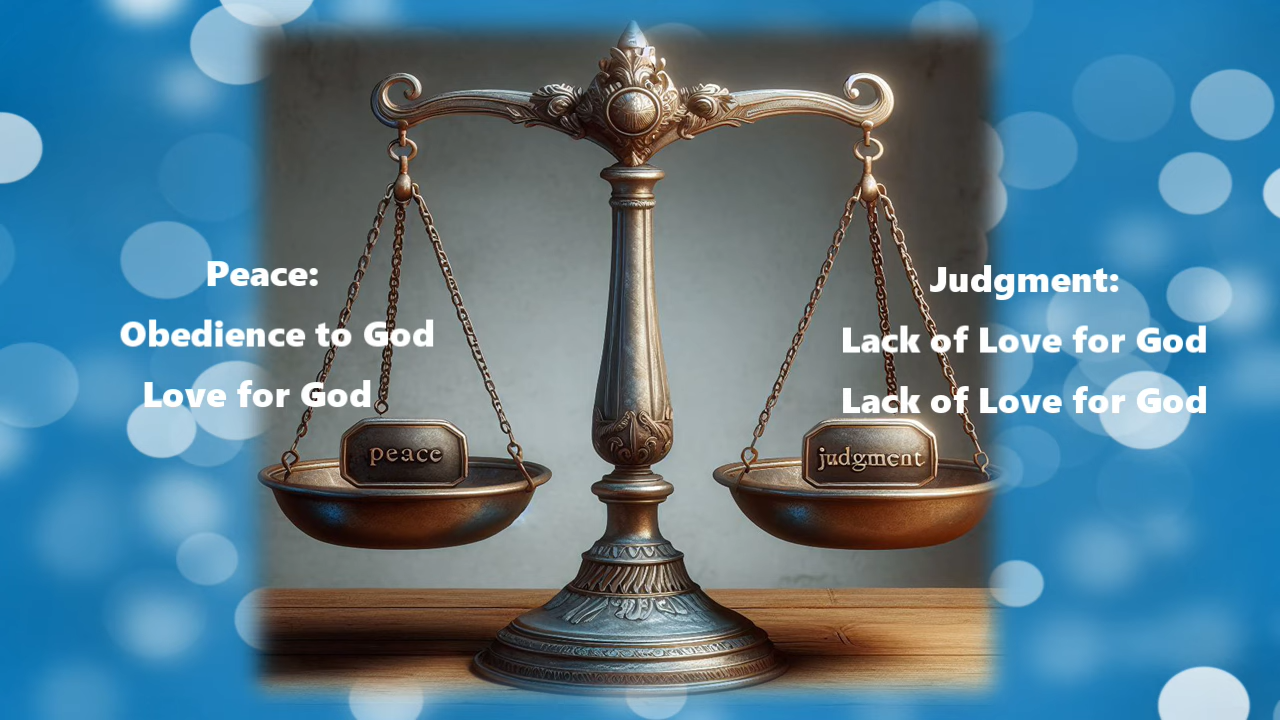 Peace:
Obedience to God
Love for God
peace
Judgment:
Lack of Love for God
Lack of Love for God
judgment